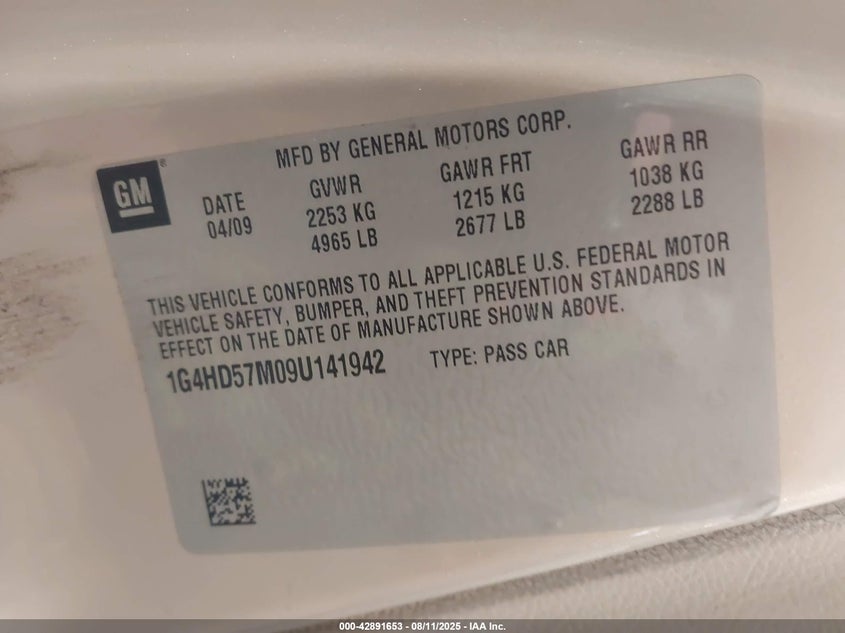 MFD BY GENERAL MOTORS CORP.
GM®
DATE GVWR GAWR FRT GAWR RR
04/09 2253 KG 1215 KG 1038 KG
4965 LB 2677 LB 2288 LB
THIS VEHICLE CONFORMS TO ALL APPLICABLE U.S. FEDERAL MOTOR
VEHICLE SAFETY, BUMPER, AND THEFT PREVENTION STANDARDS IN
EFFECT ON THE DATE OF MANUFACTURE SHOWN ABOVE.
1G4HD57M09U141942 TYPE: PASS CAR
000-42891653 - 08/11/2025 - IAA Inc.